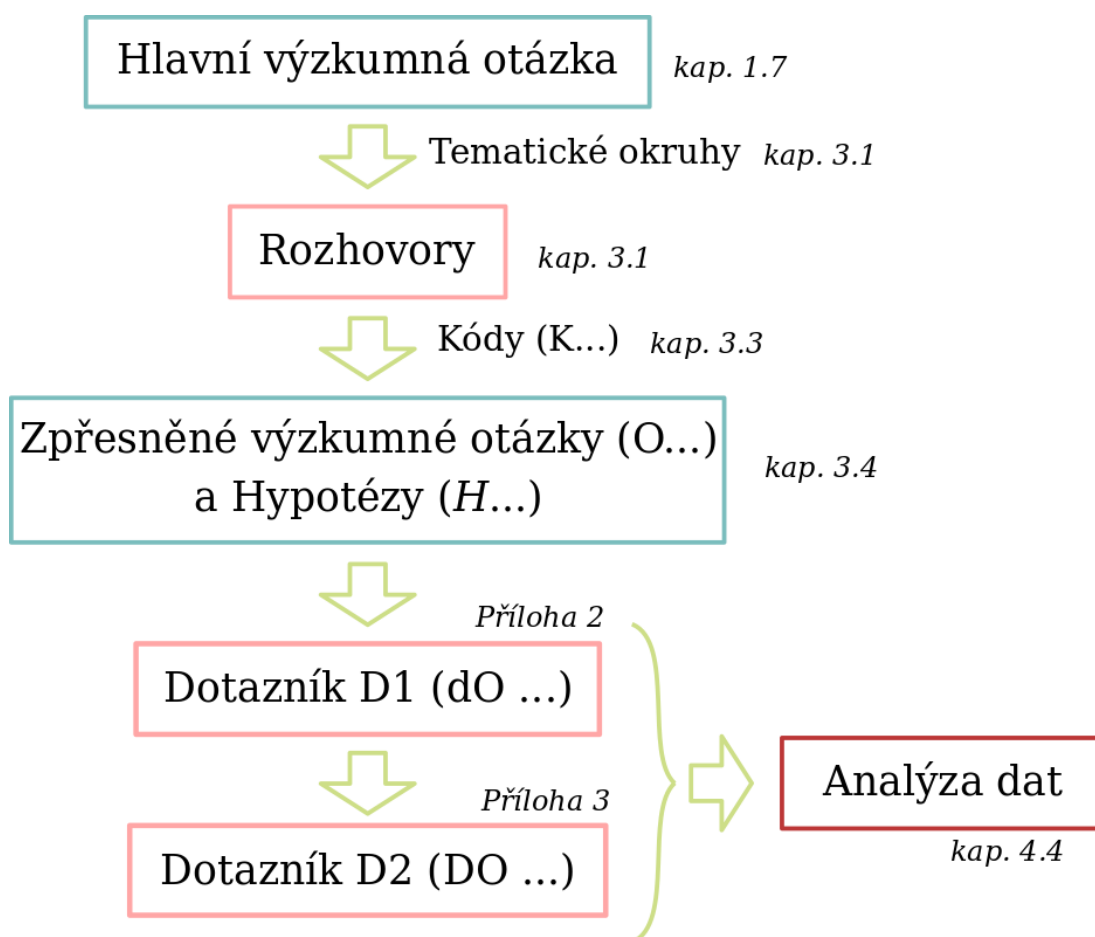 Hlavní výzkumná otázka kap. 1.7
Tematické okruhy kap. 3.1
Rozhovory kap. 3.1
Kódy (K...) kap. 3.3
Zpřesněné výzkumné otázky (O...)
a Hypotézy (H...)
kap. 3.4
Příloha 2
Dotazník D1 (dO ...)
Příloha 3
Dotazník D2 (DO ...)
Analýza dat
kap. 4.4